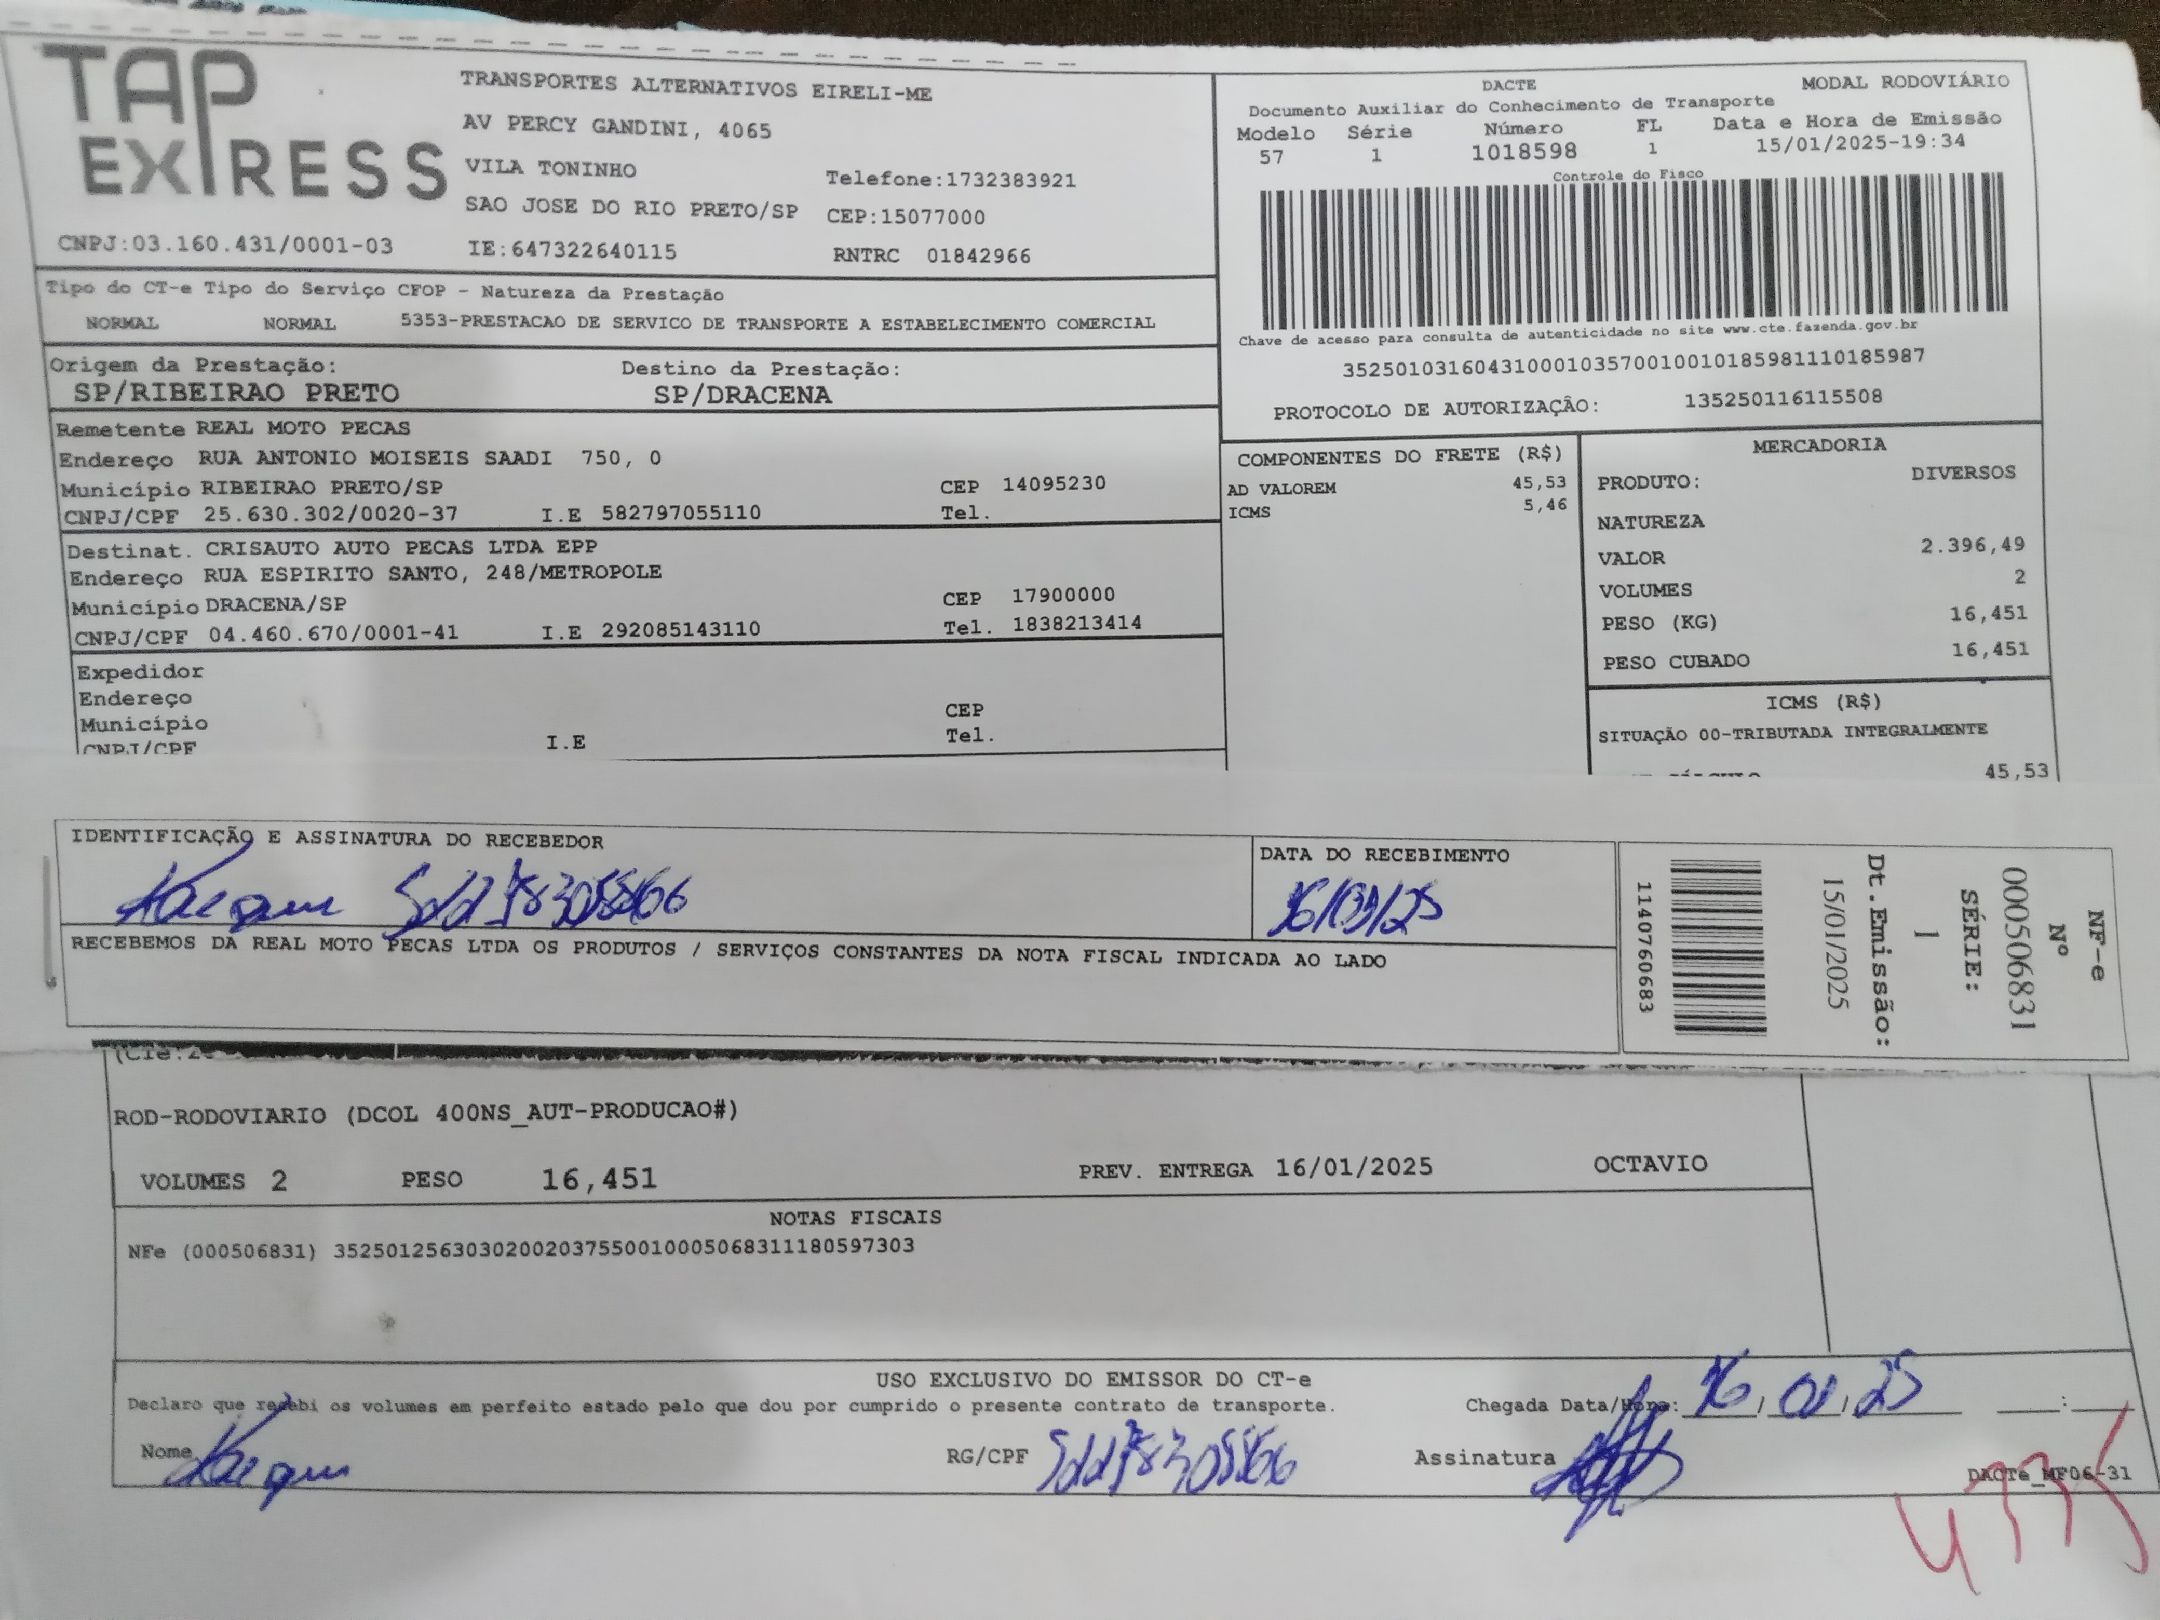 TAP EXPRESS
TRANSPORTES ALTERNATIVOS EIRELI-ME
AV PERCY GANDINI, 4065
VILA TONINHO Telefone:1732383921
SAO JOSE DO RIO PRETO/SP CEP:15077000
CNPJ:03.160.431/0001-03 IE:647322640115 RNTRC 01842966
DACTE MODAL RODOVIÁRIO
Documento Auxiliar do Conhecimento de Transporte
Modelo Série Número FL Data e Hora de Emissão
57 1 1018598 1 15/01/2025-19:34
Controle do Fisco
Chave de acesso para consulta de autenticidade no site www.cte.fazenda.gov.br
35250103160431000103570010010185981110185987
PROTOCOLO DE AUTORIZAÇÃO: 135250116115508
Tipo do CT-e Tipo do Serviço CFOP - Natureza da Prestação
NORMAL NORMAL 5353-PRESTACAO DE SERVICO DE TRANSPORTE A ESTABELECIMENTO COMERCIAL
Origem da Prestação: Destino da Prestação:
SP/RIBEIRAO PRETO SP/DRACENA
Remetente REAL MOTO PECAS
Endereço RUA ANTONIO MOISEIS SAADI 750, 0
Município RIBEIRAO PRETO/SP CEP 14095230
CNPJ/CPF 25.630.302/0020-37 I.E 582797055110 Tel.
Destinat. CRISAUTO AUTO PECAS LTDA EPP
Endereço RUA ESPIRITO SANTO, 248/METROPOLE
Município DRACENA/SP CEP 17900000
CNPJ/CPF 04.460.670/0001-41 I.E 292085143110 Tel. 1838213414
Expedidor
Endereço
Município CEP
CNPJ/CPF I.E Tel.
COMPONENTES DO FRETE (R$)
AD VALOREM 45,53
ICMS 5,46
MERCADORIA
PRODUTO: DIVERSOS
NATUREZA
VALOR 2.396,49
VOLUMES 2
PESO (KG) 16,451
PESO CUBADO 16,451
ICMS (R$)
SITUAÇÃO 00-TRIBUTADA INTEGRALMENTE
45,53
IDENTIFICAÇÃO E ASSINATURA DO RECEBEDOR
DATA DO RECEBIMENTO
RECEBEMOS DA REAL MOTO PECAS LTDA OS PRODUTOS / SERVIÇOS CONSTANTES DA NOTA FISCAL INDICADA AO LADO
NF-e
Nº
000506831
SÉRIE:
1
Dt.Emissão:
15/01/2025
1140760683
ROD-RODOVIARIO (DCOL 400NS_AUT-PRODUCAO#)
VOLUMES 2 PESO 16,451 PREV. ENTREGA 16/01/2025 OCTAVIO
NOTAS FISCAIS
NFe (000506831) 35250125630302002037550010005068311180597303
USO EXCLUSIVO DO EMISSOR DO CT-e
Declaro que recebi os volumes em perfeito estado pelo que dou por cumprido o presente contrato de transporte. Chegada Data/Hora: 16/01/25 :
Nome RG/CPF Assinatura
DACTe_MF06-31